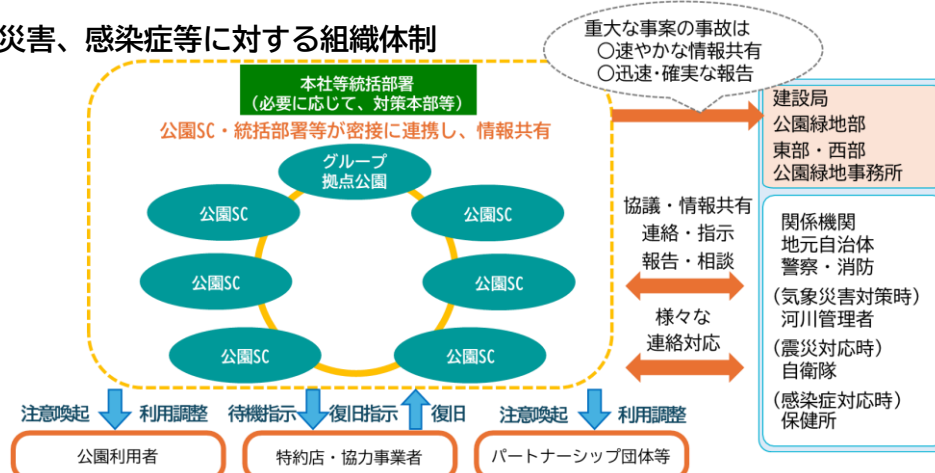 災害、感染症等に対する組織体制
重大な事案の事故は
〇速やかな情報共有
〇迅速・確実な報告
本社等統括部署
（必要に応じて、対策本部等）
公園SC・統括部署等が密接に連携し、情報共有
グループ
拠点公園
公園SC
公園SC
公園SC
公園SC
公園SC
公園SC
建設局
公園緑地部
東部・西部
公園緑地事務所
協議・情報共有
連絡・指示
報告・相談
様々な
連絡対応
関係機関
地元自治体
警察・消防
(気象災害対策時)
河川管理者
(震災対応時)
自衛隊
(感染症対応時)
保健所
注意喚起
利用調整
待機指示
復旧指示
復旧
注意喚起
利用調整
公園利用者
特約店・協力事業者
パートナーシップ団体等